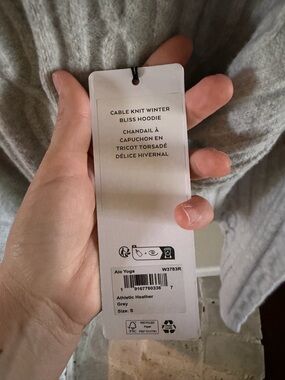 CABLE KNIT WINTER
BLISS HOODIE
CHANDAIL À
CAPUCHON EN
TRICOT TORSADÉ
DÉLICE HIVERNAL
Alo Yoga W3783R
Athletic Heather
Grey
Size: S
FSC